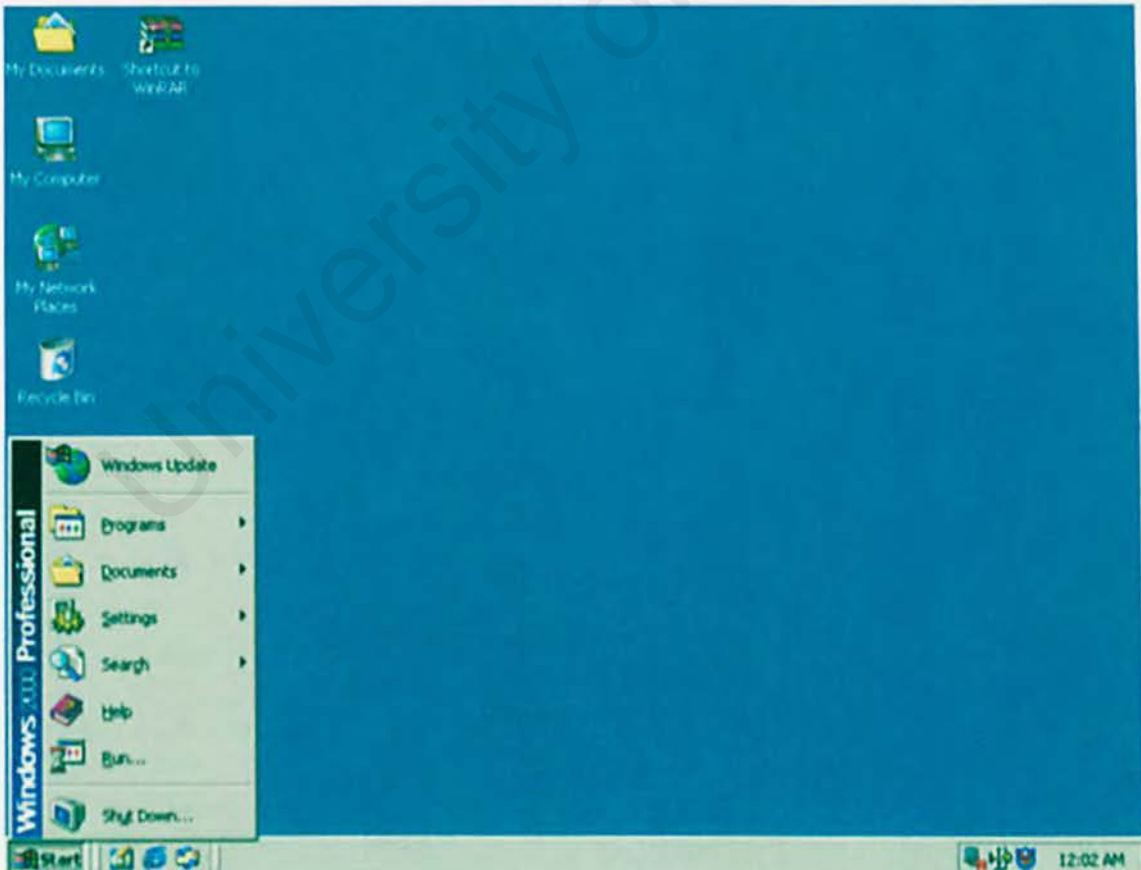 University o
My Documents
Shortcut to
WinRAR
My Computer
My Network
Places
Recycle Bin
Windows 2000 Professional
Windows Update
Programs
Documents
Settings
Search
Help
Run...
Shut Down...
Start
12:02 AM